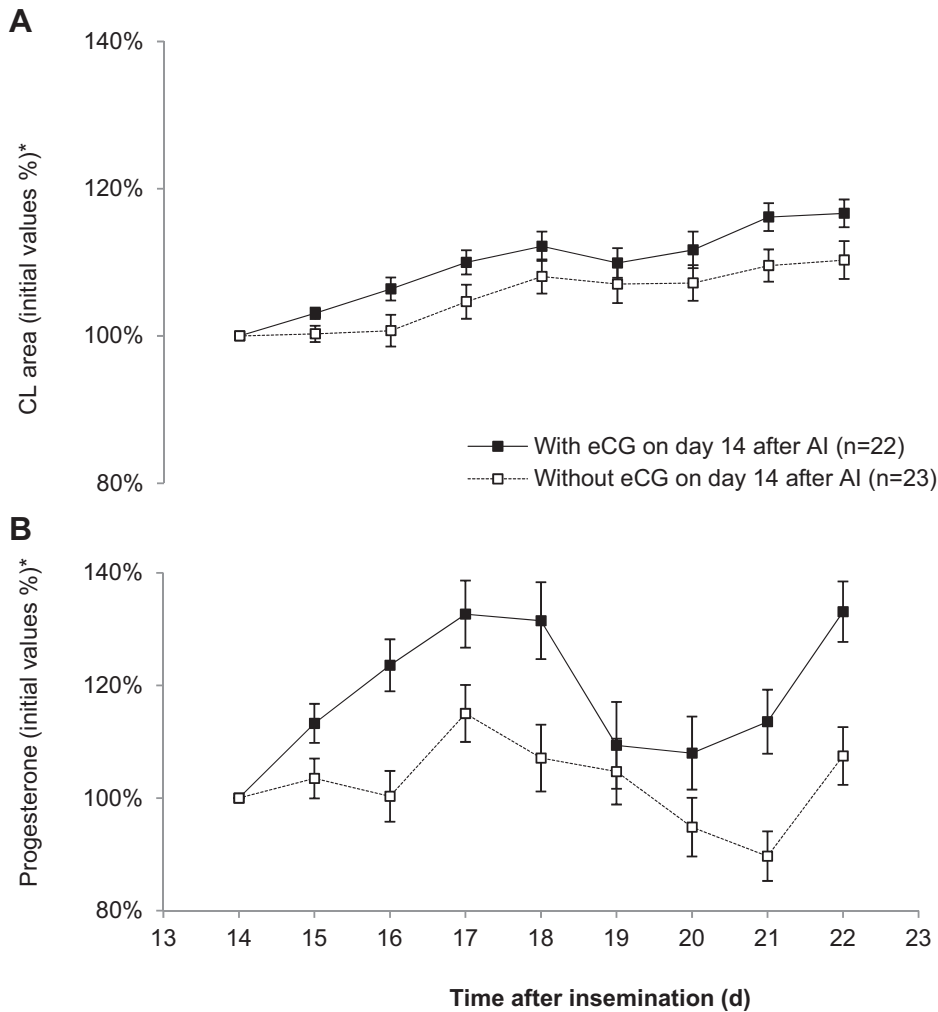 A
140%
120%
100%
80%
CL area (initial values %)*
With eCG on day 14 after AI (n=22)
Without eCG on day 14 after AI (n=23)
B
140%
120%
100%
80%
Progesterone (initial values %)*
13 14 15 16 17 18 19 20 21 22 23
Time after insemination (d)